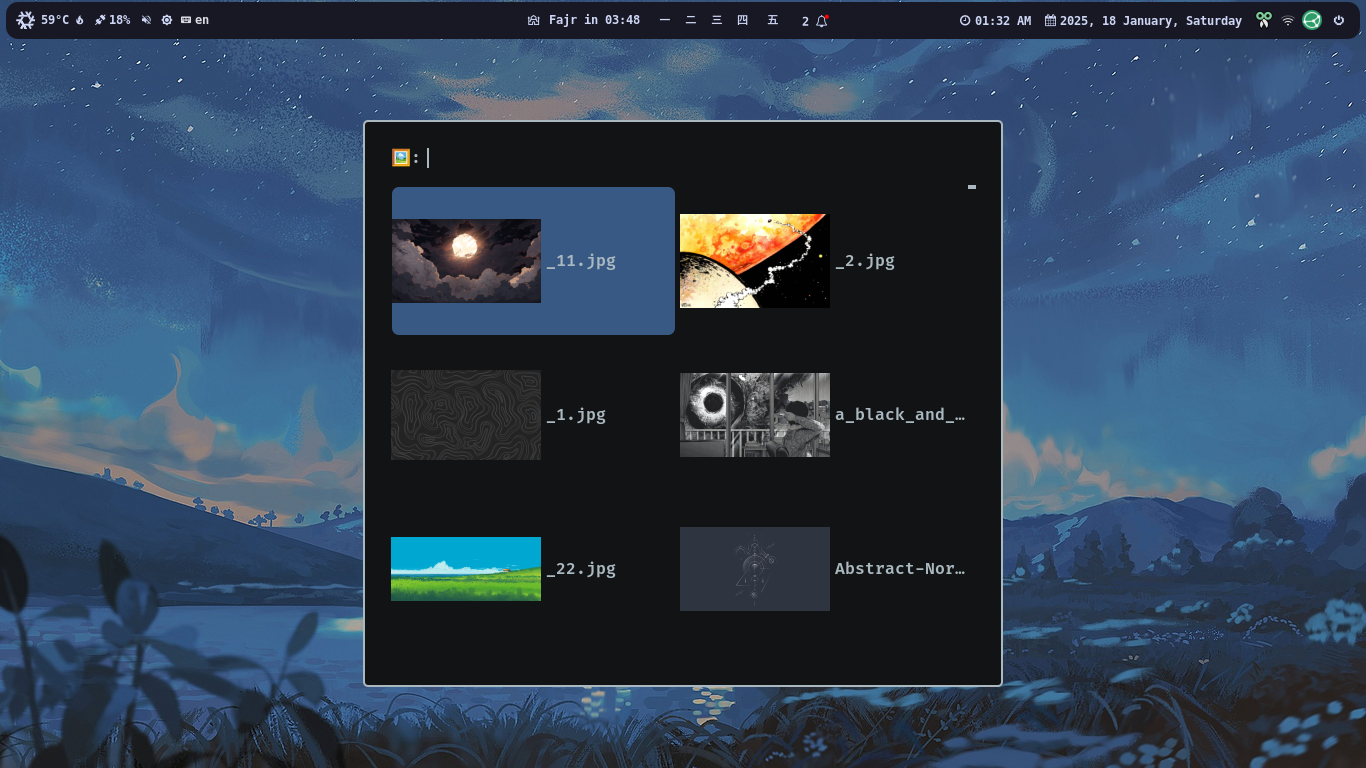 59°C 18% en Fajr in 03:48 一 二 三 四 五 2 01:32 AM 2025, 18 January, Saturday
:
_11.jpg _2.jpg
_1.jpg a_black_and_…
_22.jpg Abstract-Nor…